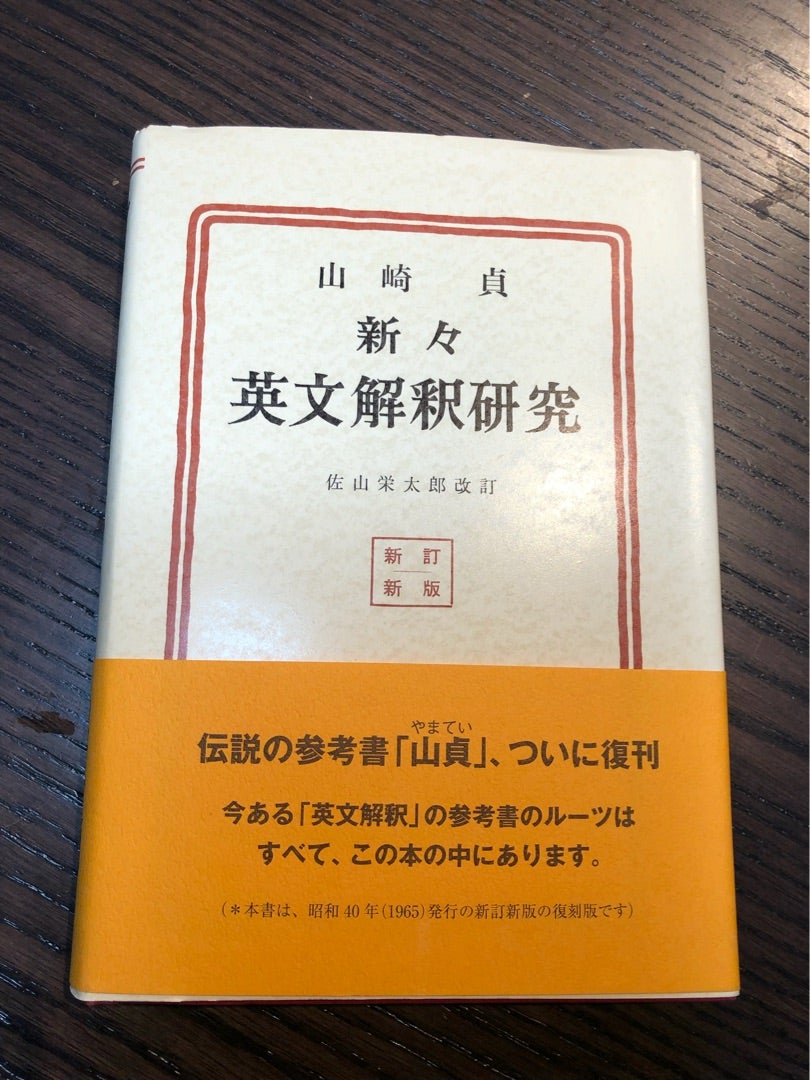 山崎 貞
新々
英文解釈研究
佐山栄太郎改訂
新訂
新版
やまてい
伝説の参考書「山貞」、ついに復刊
今ある「英文解釈」の参考書のルーツは
すべて、この本の中にあります。
(＊本書は、昭和40年(1965)発行の新訂新版の復刻版です)